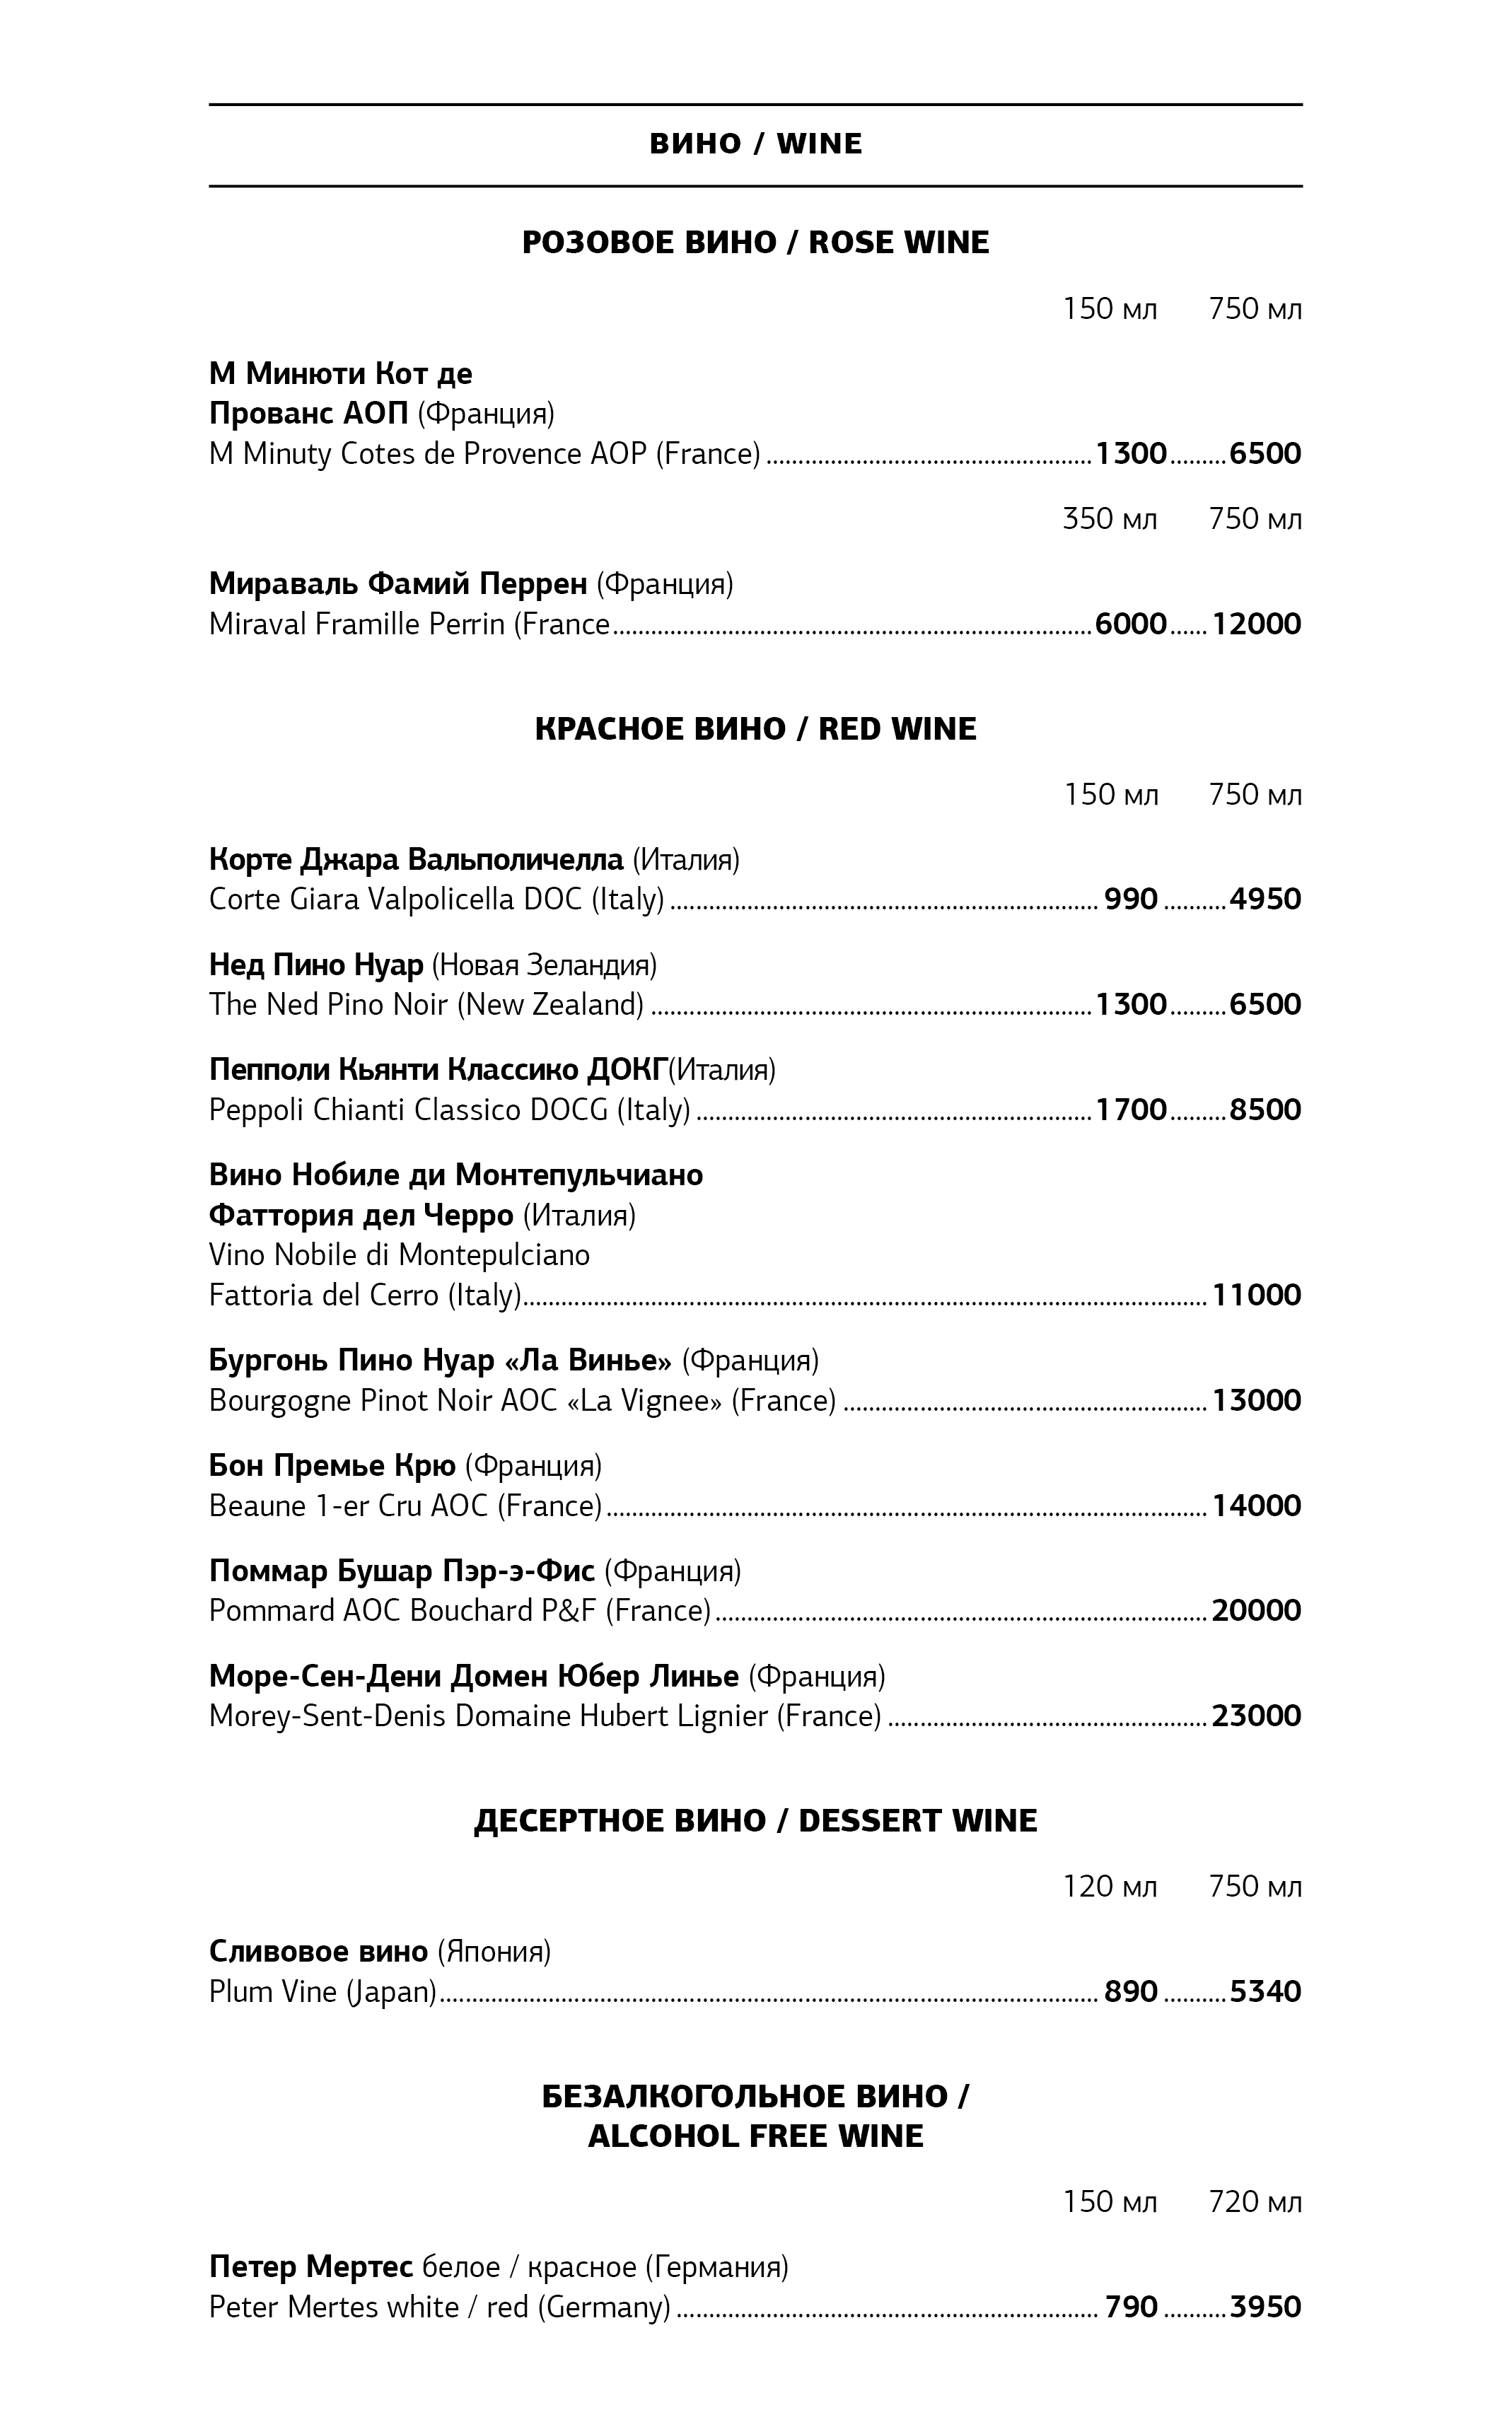 ВИНО / WINE
РОЗОВОЕ ВИНО / ROSE WINE
150 мл 750 мл
М Минюти Кот де
Прованс АОП (Франция)
M Minuty Cotes de Provence AOP (France) 1300 6500
350 мл 750 мл
Мираваль Фамий Перрен (Франция)
Miraval Framille Perrin (France 6000 12000
КРАСНОЕ ВИНО / RED WINE
150 мл 750 мл
Корте Джара Вальполичелла (Италия)
Corte Giara Valpolicella DOC (Italy) 990 4950
Нед Пино Нуар (Новая Зеландия)
The Ned Pino Noir (New Zealand) 1300 6500
Пепполи Кьянти Классико ДОКГ(Италия)
Peppoli Chianti Classico DOCG (Italy) 1700 8500
Вино Нобиле ди Монтепульчиано
Фаттория дел Черро (Италия)
Vino Nobile di Montepulciano
Fattoria del Cerro (Italy) 11000
Бургонь Пино Нуар «Ла Винье» (Франция)
Bourgogne Pinot Noir AOC «La Vignee» (France) 13000
Бон Премье Крю (Франция)
Beaune 1-er Cru AOC (France) 14000
Поммар Бушар Пэр-э-Фис (Франция)
Pommard AOC Bouchard P&F (France) 20000
Море-Сен-Дени Домен Юбер Линье (Франция)
Morey-Sent-Denis Domaine Hubert Lignier (France) 23000
ДЕСЕРТНОЕ ВИНО / DESSERT WINE
120 мл 750 мл
Сливовое вино (Япония)
Plum Vine (Japan) 890 5340
БЕЗАЛКОГОЛЬНОЕ ВИНО /
ALCOHOL FREE WINE
150 мл 720 мл
Петер Мертес белое / красное (Германия)
Peter Mertes white / red (Germany) 790 3950